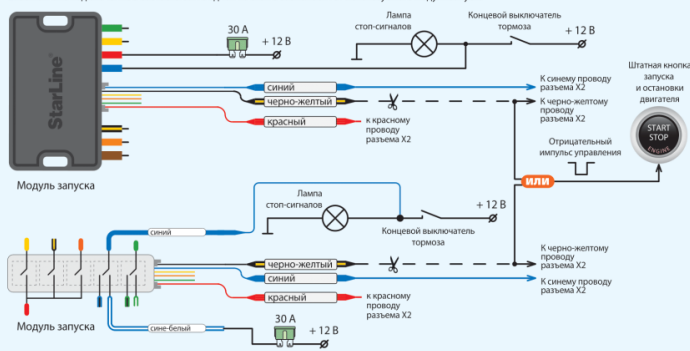 30 А
+ 12 В
Лампа
стоп-сигналов
Концевой выключатель
тормоза
+ 12 В
StarLine
синий
черно-желтый
красный
к красному
проводу
разъема X2
К синему проводу
разъема X2
К черно-желтому
проводу
разъема X2
Штатная кнопка
запуска
и остановки
двигателя
START
STOP
ENGINE
Отрицательный
импульс управления
Модуль запуска
ИЛИ
Лампа
стоп-сигналов
+ 12 В
Концевой выключатель
тормоза
синий
черно-желтый
синий
красный
к красному
проводу
разъема X2
К черно-желтому
проводу
разъема X2
К синему проводу
разъема X2
Модуль запуска
сине-белый
30 А
+ 12 В